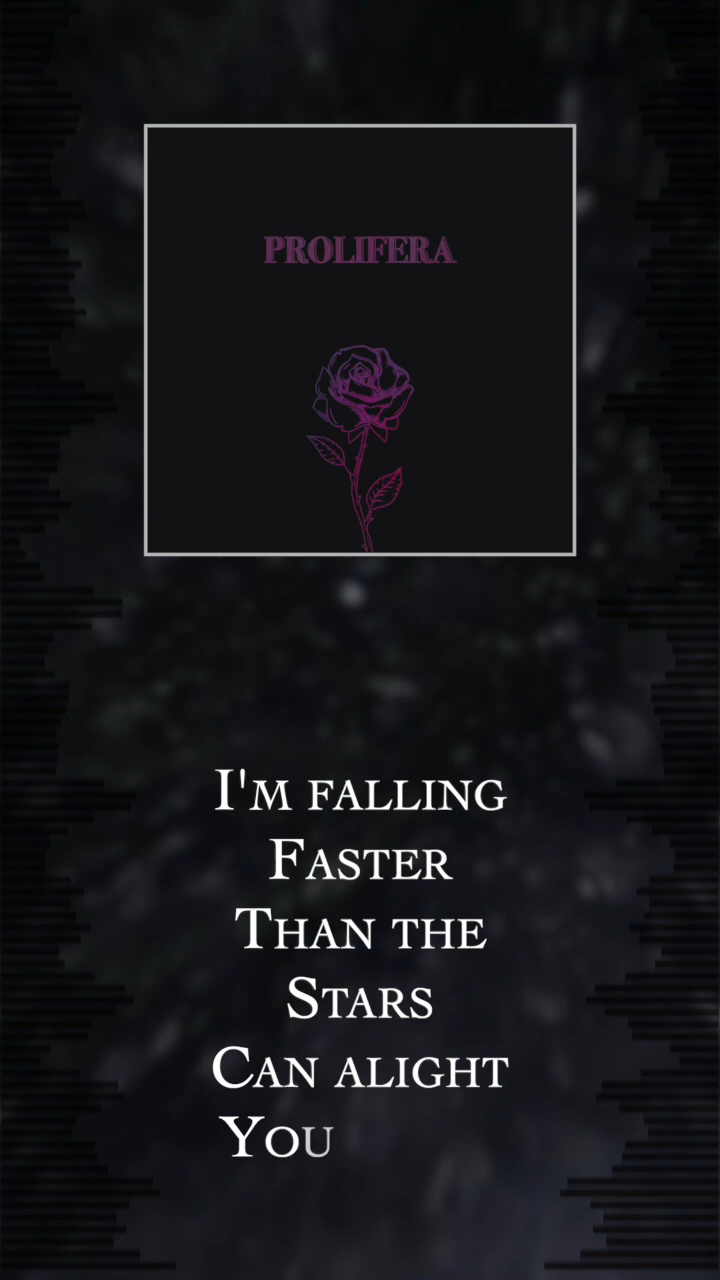 PROLIFERA
I'm falling
Faster
Than the
Stars
Can alight
You